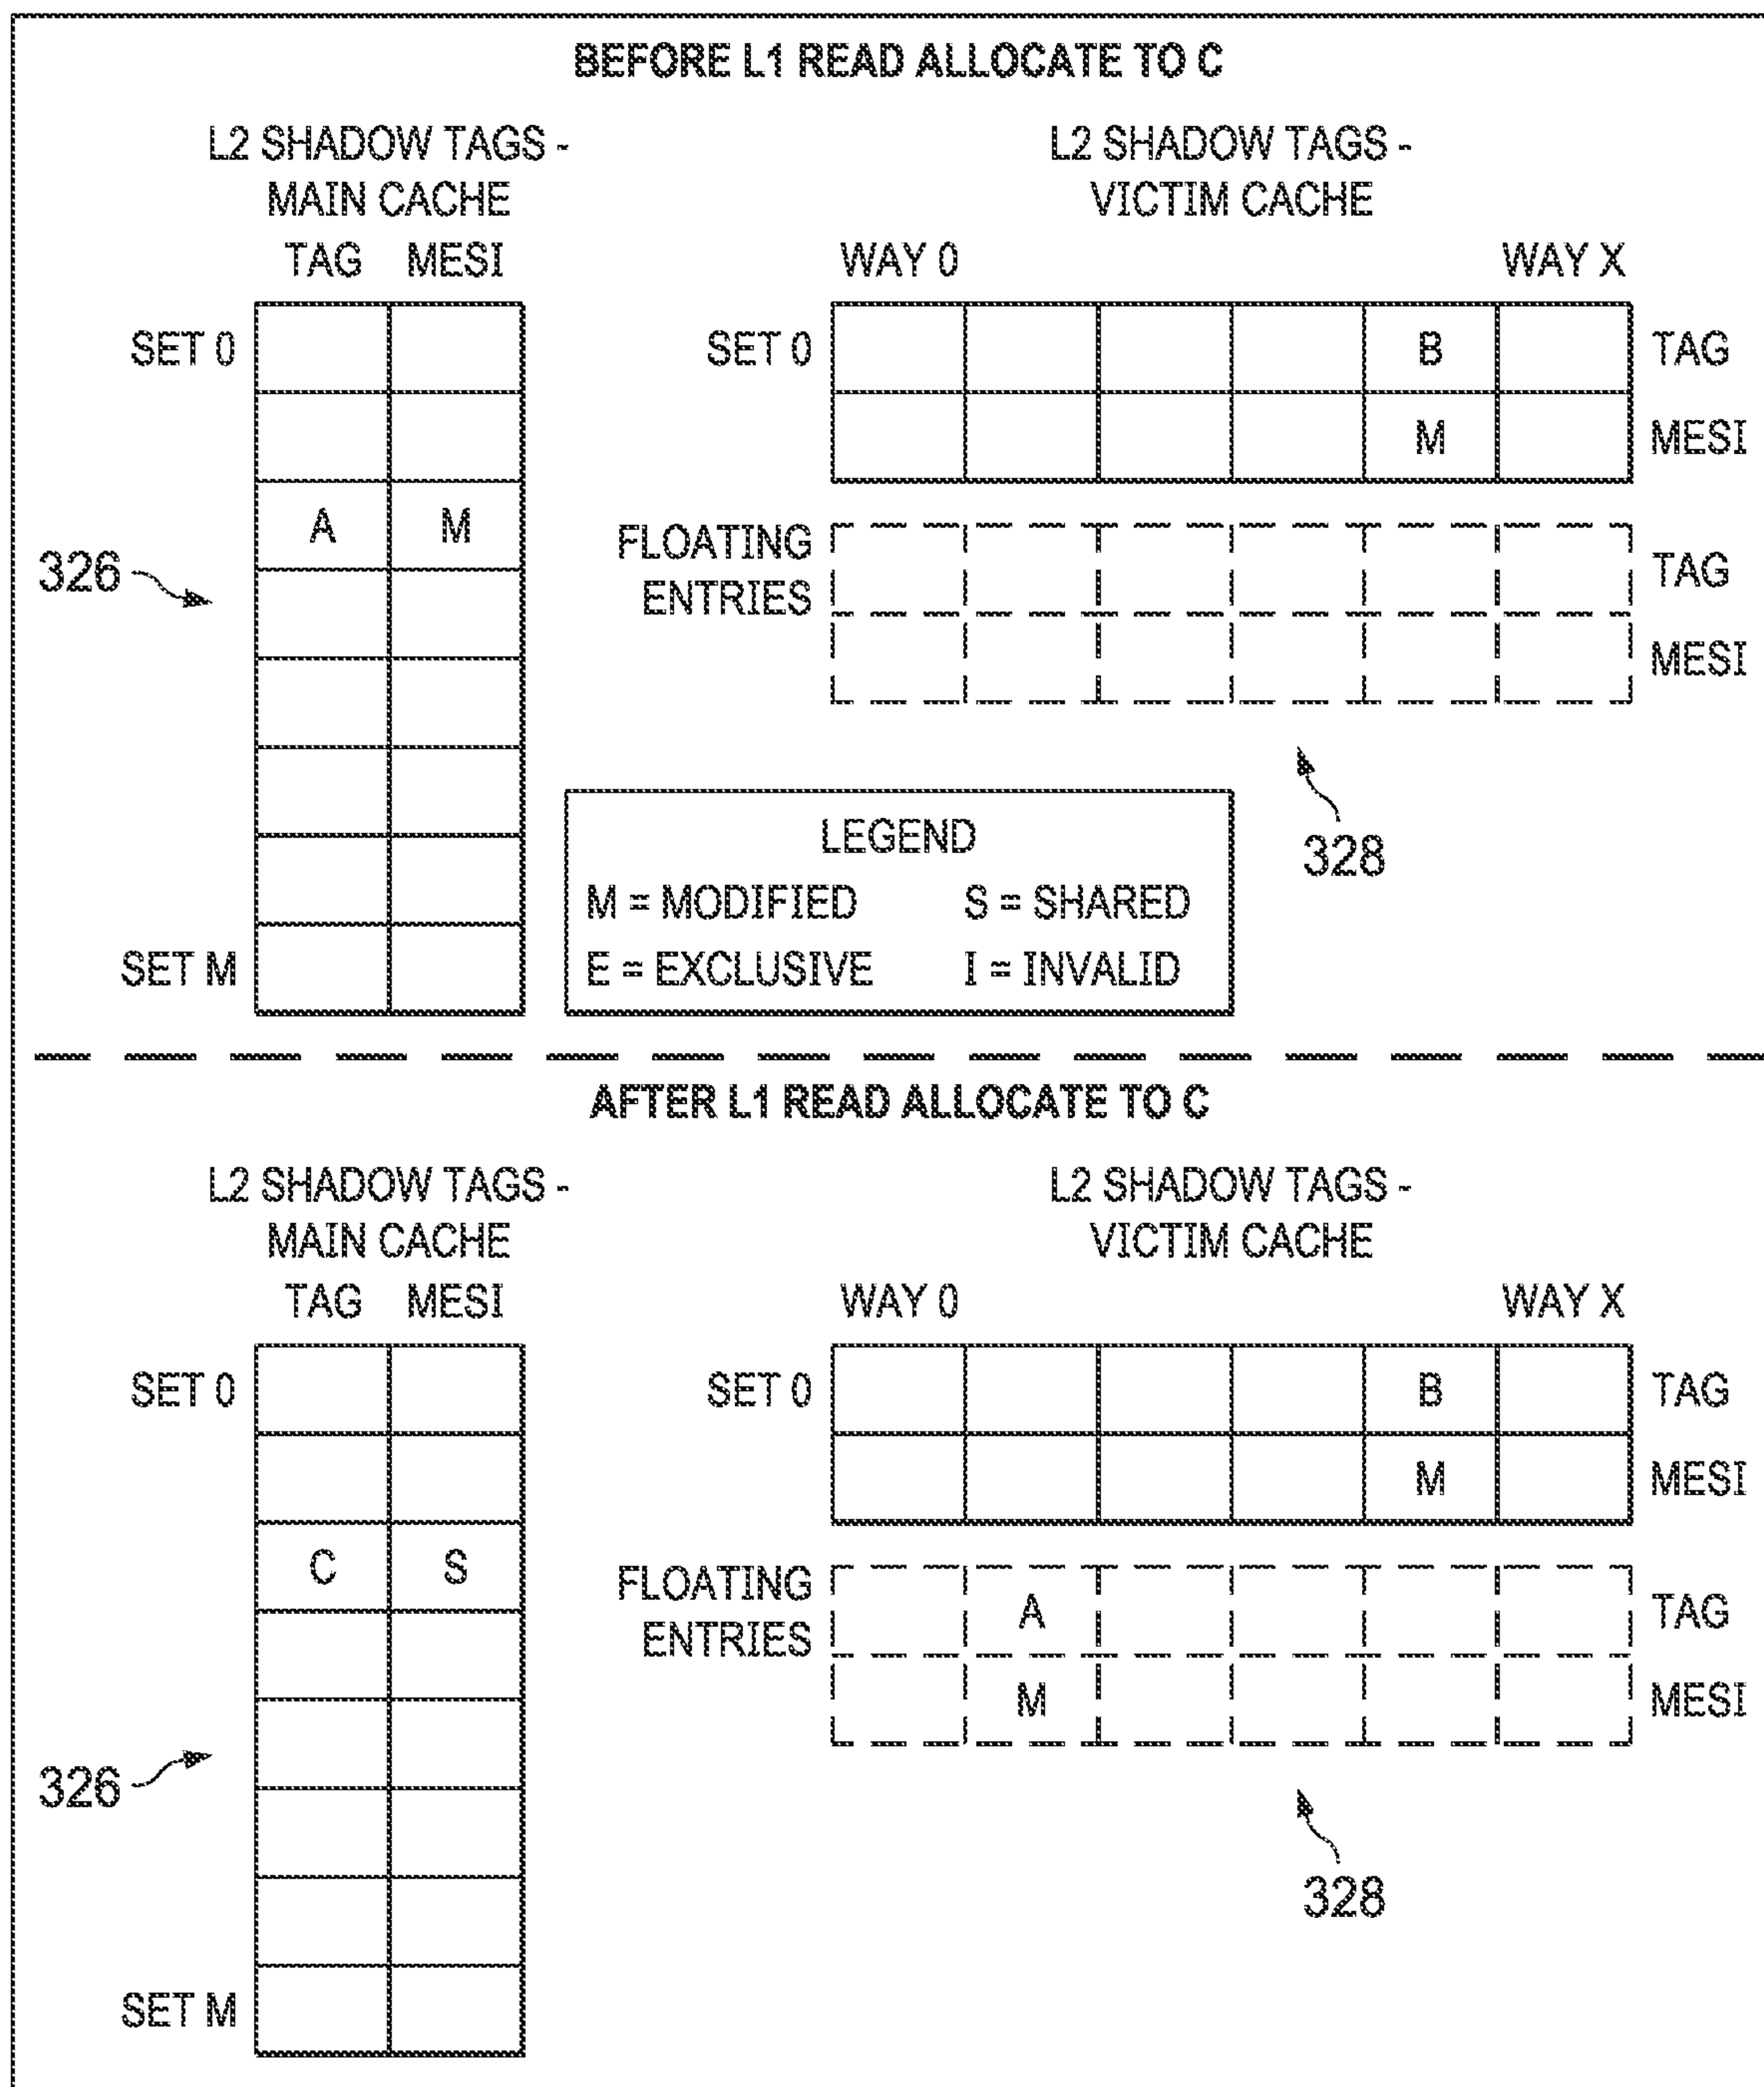 BEFORE L1 READ ALLOCATE TO C
L2 SHADOW TAGS -
MAIN CACHE
TAG MESI
L2 SHADOW TAGS -
VICTIM CACHE
WAY 0 WAY X
SET 0
A M
326
SET M
SET 0 B TAG
M MESI
FLOATING
ENTRIES
TAG
MESI
328
LEGEND
M = MODIFIED S = SHARED
E = EXCLUSIVE I = INVALID
AFTER L1 READ ALLOCATE TO C
L2 SHADOW TAGS -
MAIN CACHE
TAG MESI
L2 SHADOW TAGS -
VICTIM CACHE
WAY 0 WAY X
SET 0
C S
326
SET M
SET 0 B TAG
M MESI
FLOATING
ENTRIES
A TAG
M MESI
328